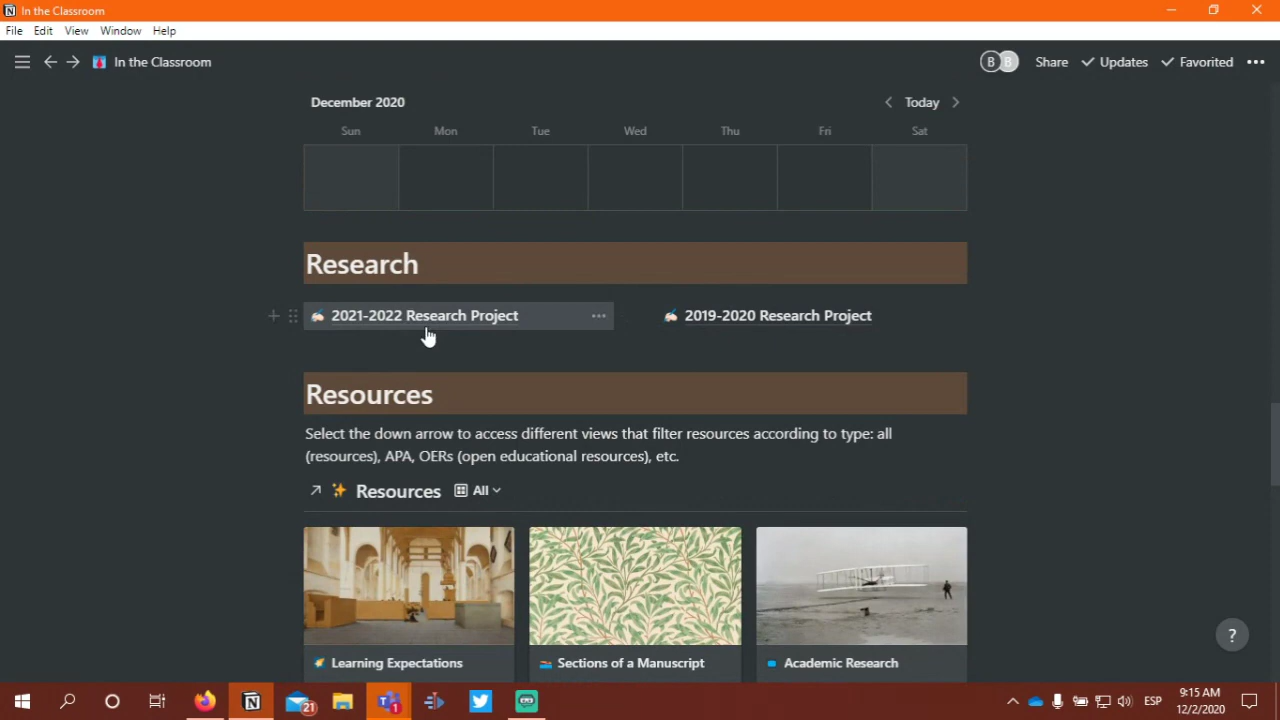 In the Classroom
File Edit View Window Help
In the Classroom
B B Share Updates Favorited
December 2020 Today
Sun Mon Tue Wed Thu Fri Sat
Research
2021-2022 Research Project
2019-2020 Research Project
Resources
Select the down arrow to access different views that filter resources according to type: all
(resources), APA, OERs (open educational resources), etc.
Resources All
Learning Expectations
Sections of a Manuscript
Academic Research
?
21
1
ESP
9:15 AM
12/2/2020